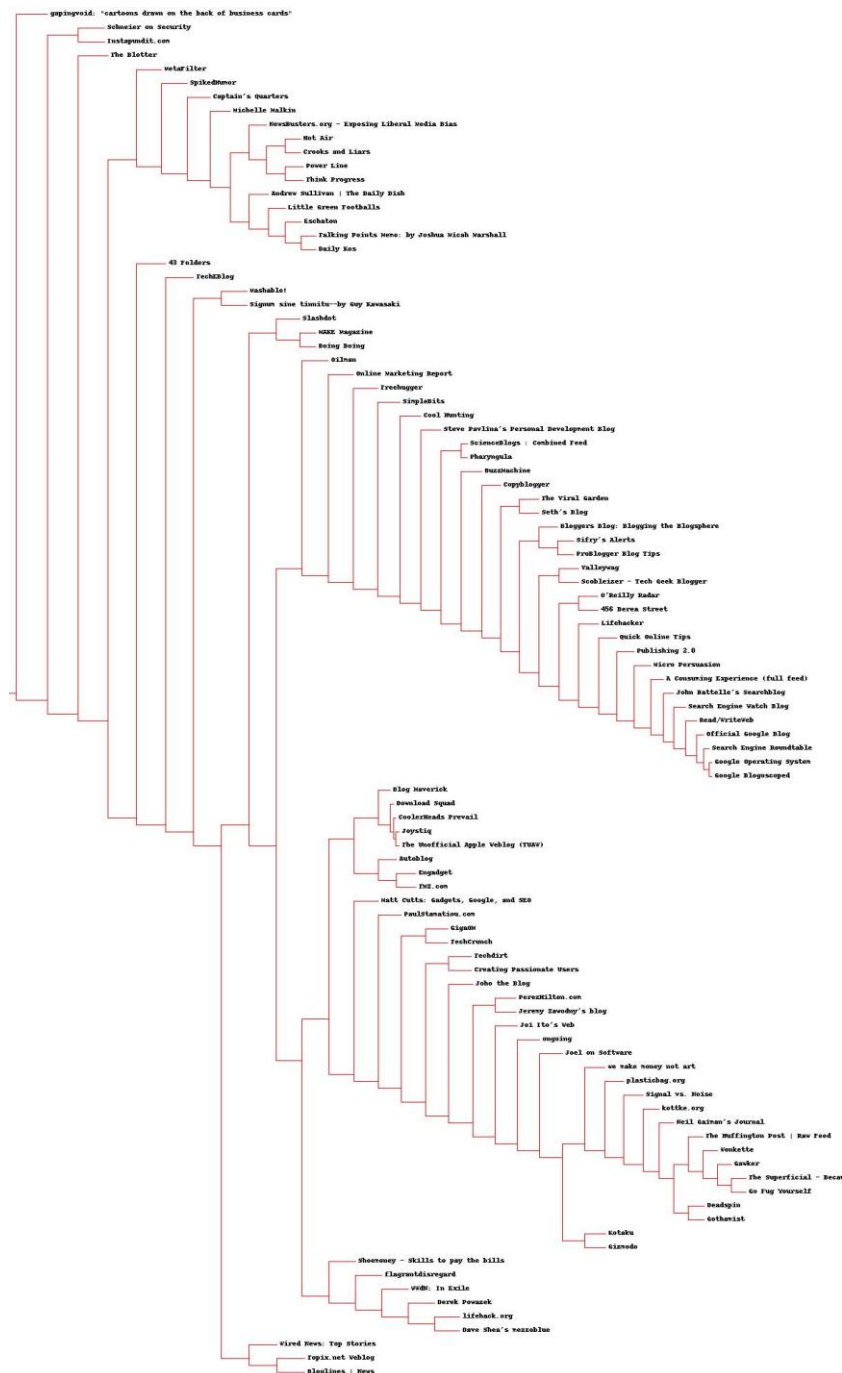 gapingvoid: "cartoons drawn on the back of business cards"
Schneier on Security
Instapundit.com
The Blotter
MetaFilter
SpikedHumor
Captain's Quarters
Michelle Malkin
NewsBusters.org - Exposing Liberal Media Bias
Hot Air
Crooks and Liars
Power Line
Think Progress
Andrew Sullivan | The Daily Dish
Little Green Footballs
Eschaton
Talking Points Memo: by Joshua Micah Marshall
Daily Kos
43 Folders
TechEBlog
Mashable!
Signum sine tinnitu--by Guy Kawasaki
Slashdot
MAKE Magazine
Boing Boing
Oilman
Online Marketing Report
Treehugger
SimpleBits
Cool Hunting
Steve Pavlina's Personal Development Blog
ScienceBlogs : Combined Feed
Pharyngula
BuzzMachine
Copyblogger
The Viral Garden
Seth's Blog
Bloggers Blog: Blogging the Blogsphere
Sifry's Alerts
ProBlogger Blog Tips
Valleywag
Scobleizer - Tech Geek Blogger
O'Reilly Radar
456 Berea Street
Lifehacker
Quick Online Tips
Publishing 2.0
Micro Persuasion
A Consuming Experience (full feed)
John Battelle's Searchblog
Search Engine Watch Blog
Read/WriteWeb
Official Google Blog
Search Engine Roundtable
Google Operating System
Google Blogoscoped
Blog Maverick
Download Squad
CoolerHeads Prevail
Joystiq
The Unofficial Apple Weblog (TUAW)
Autoblog
Engadget
TMZ.com
Matt Cutts: Gadgets, Google, and SEO
PaulStamatiou.com
GigaOM
TechCrunch
Techdirt
Creating Passionate Users
Joho the Blog
PerezHilton.com
Jeremy Zawodny's blog
Joi Ito's Web
ongoing
Joel on Software
we make money not art
plasticbag.org
Signal vs. Noise
kottke.org
Neil Gaiman's Journal
The Huffington Post | Raw Feed
Wonkette
Gawker
The Superficial - Becau
Go Fug Yourself
Deadspin
Gothamist
Kotaku
Gizmodo
Shoemoney - Skills to pay the bills
flagrantdisregard
WWdN: In Exile
Derek Powazek
lifehack.org
Dave Shea's mezzoblue
Wired News: Top Stories
Topix.net Weblog
Bloglines | News